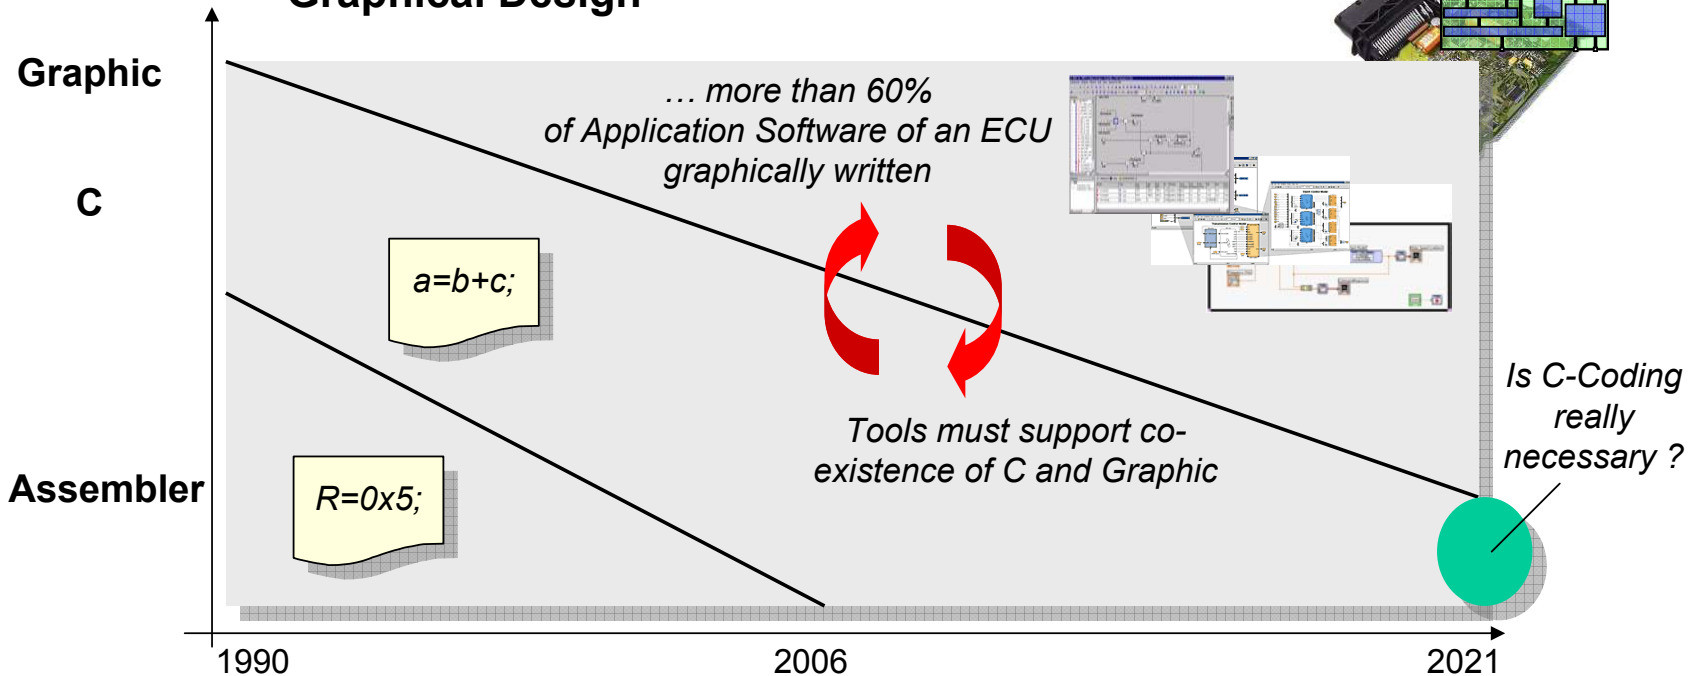 Graphical Design
Graphic
C
Assembler
… more than 60%
of Application Software of an ECU
graphically written
a=b+c;
R=0x5;
Tools must support co-
existence of C and Graphic
Is C-Coding
really
necessary ?
1990
2006
2021